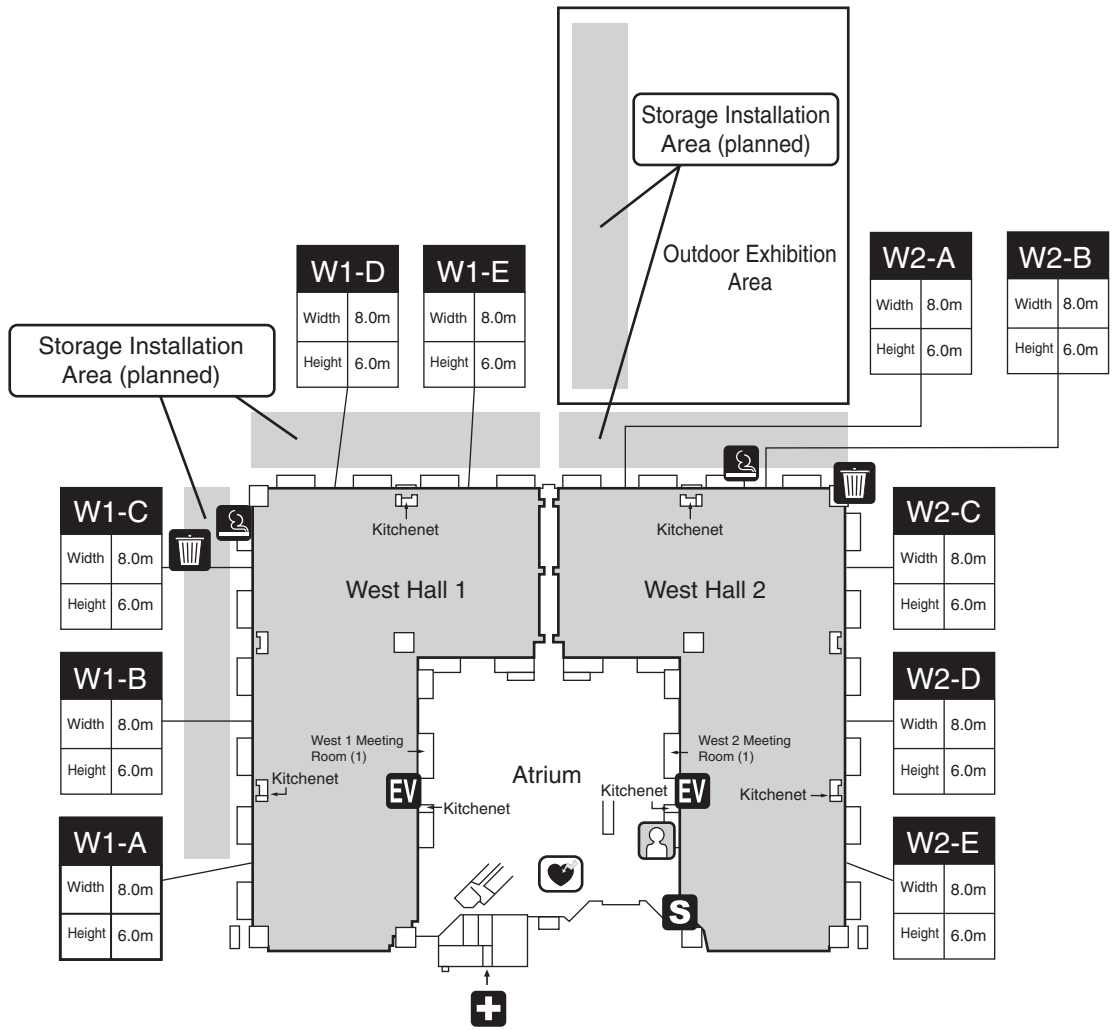 Storage Installation
Area (planned)
Outdoor Exhibition
Area
W1-D
Width 8.0m
Height 6.0m
W1-E
Width 8.0m
Height 6.0m
W2-A
Width 8.0m
Height 6.0m
W2-B
Width 8.0m
Height 6.0m
Storage Installation
Area (planned)
W1-C
Width 8.0m
Height 6.0m
Kitchenet
Kitchenet
W2-C
Width 8.0m
Height 6.0m
West Hall 1
West Hall 2
W1-B
Width 8.0m
Height 6.0m
W2-D
Width 8.0m
Height 6.0m
West 1 Meeting
Room (1)
West 2 Meeting
Room (1)
Atrium
Kitchenet
EV
Kitchenet
Kitchenet
EV
Kitchenet
W1-A
Width 8.0m
Height 6.0m
W2-E
Width 8.0m
Height 6.0m
S